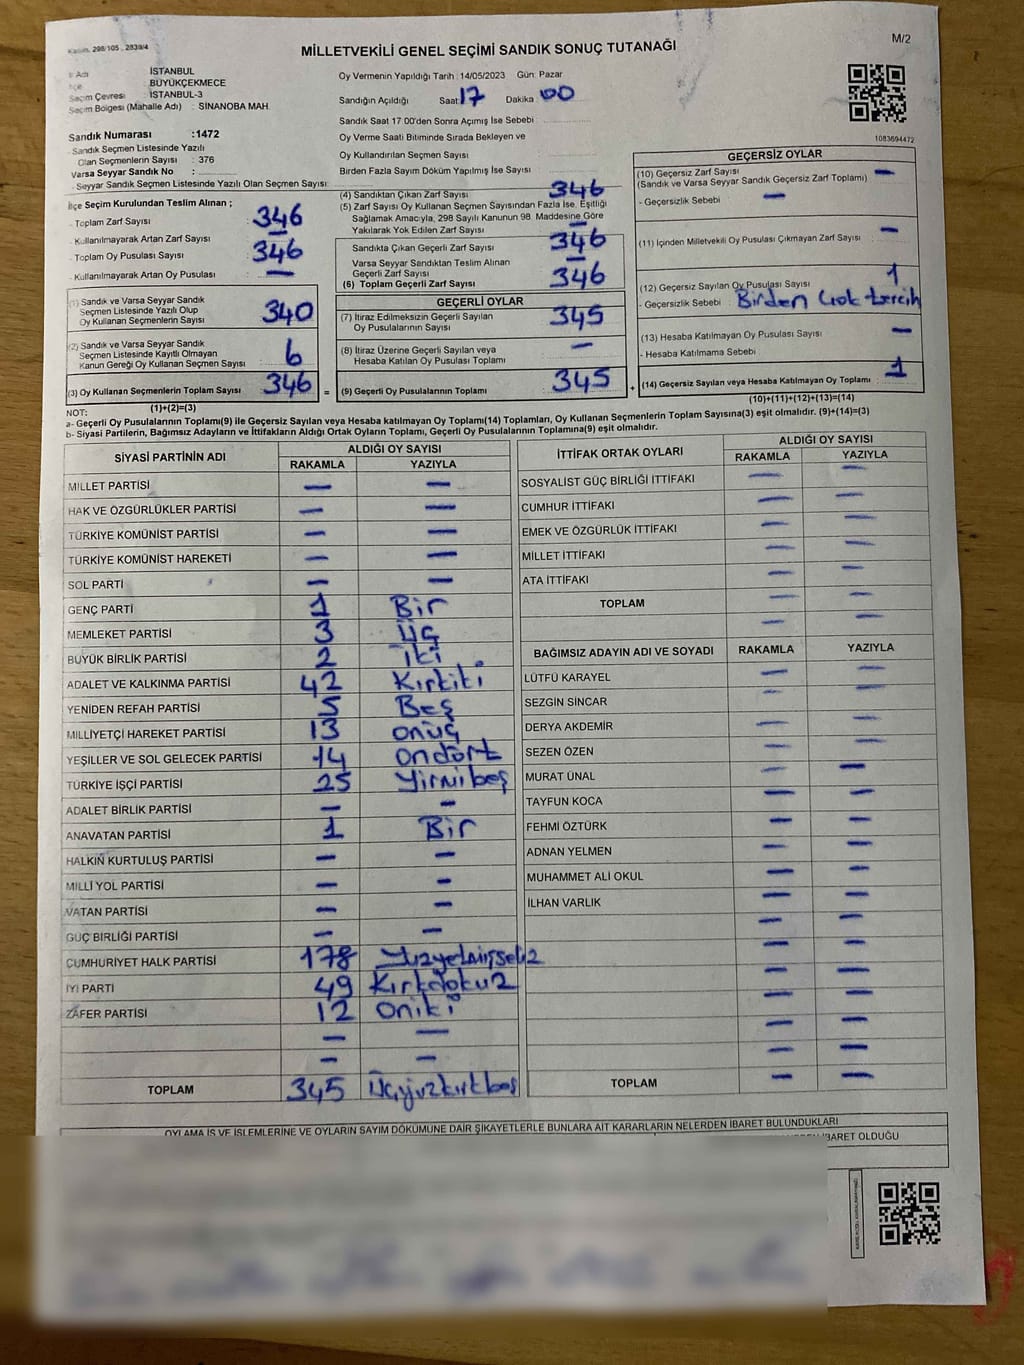 Kanun. 298/105 , 2839/4
M/2
MİLLETVEKİLİ GENEL SEÇİMİ SANDIK SONUÇ TUTANAĞI
İl Adı : İSTANBUL
İlçe : BÜYÜKÇEKMECE
Seçim Çevresi : İSTANBUL-3
Seçim Bölgesi (Mahalle Adı) : SİNANOBA MAH.
Sandık Numarası :1472
- Sandık Seçmen Listesinde Yazılı
Olan Seçmenlerin Sayısı : 376
Varsa Seyyar Sandık No :
- Seyyar Sandık Seçmen Listesinde Yazılı Olan Seçmen Sayısı:
Oy Vermenin Yapıldığı Tarih :14/05/2023 Gün: Pazar
Sandığın Açıldığı Saat:17 Dakika 00
Sandık Saat 17:00'den Sonra Açımış İse Sebebi
Oy Verme Saati Bitiminde Sırada Bekleyen ve
Oy Kullandırılan Seçmen Sayısı
Birden Fazla Sayım Döküm Yapılmış İse Sayısı
1083694472
İlçe Seçim Kurulundan Teslim Alınan ;
- Toplam Zarf Sayısı : 346
- Kullanılmayarak Artan Zarf Sayısı : —
- Toplam Oy Pusulası Sayısı : 346
- Kullanılmayarak Artan Oy Pusulası : —
(1) Sandık ve Varsa Seyyar Sandık
Seçmen Listesinde Yazılı Olup
Oy Kullanan Seçmenlerin Sayısı 340
(2) Sandık ve Varsa Seyyar Sandık
Seçmen Listesinde Kayıtlı Olmayan
Kanun Gereği Oy Kullanan Seçmen Sayısı 6
(3) Oy Kullanan Seçmenlerin Toplam Sayısı 346
(1)+(2)=(3)
(4) Sandıktan Çıkan Zarf Sayısı 346
(5) Zarf Sayısı Oy Kullanan Seçmen Sayısından Fazla İse, Eşitliği
Sağlamak Amacıyla, 298 Sayılı Kanunun 98. Maddesine Göre
Yakılarak Yok Edilen Zarf Sayısı —
Sandıkta Çıkan Geçerli Zarf Sayısı 346
Varsa Seyyar Sandıktan Teslim Alınan
Geçerli Zarf Sayısı —
(6) Toplam Geçerli Zarf Sayısı 346
GEÇERLİ OYLAR
(7) İtiraz Edilmeksizin Geçerli Sayılan
Oy Pusulalarının Sayısı 345
(8) İtiraz Üzerine Geçerli Sayılan veya
Hesaba Katılan Oy Pusulası Toplamı —
= (9) Geçerli Oy Pusulalarının Toplamı 345 +
GEÇERSİZ OYLAR
(10) Geçersiz Zarf Sayısı —
(Sandık ve Varsa Seyyar Sandık Geçersiz Zarf Toplamı)
- Geçersizlik Sebebi —
(11) İçinden Milletvekili Oy Pusulası Çıkmayan Zarf Sayısı —
(12) Geçersiz Sayılan Oy Pusulası Sayısı 1
- Geçersizlik Sebebi : Birden Çok tercih
(13) Hesaba Katılmayan Oy Pusulası Sayısı —
- Hesaba Katılmama Sebebi
(14) Geçersiz Sayılan veya Hesaba Katılmayan Oy Toplamı : 1
(10)+(11)+(12)+(13)=(14)
NOT:
a- Geçerli Oy Pusulalarının Toplamı(9) ile Geçersiz Sayılan veya Hesaba katılmayan Oy Toplamı(14) Toplamları, Oy Kullanan Seçmenlerin Toplam Sayısına(3) eşit olmalıdır. (9)+(14)=(3)
b- Siyasi Partilerin, Bağımsız Adayların ve İttifakların Aldığı Ortak Oyların Toplamı, Geçerli Oy Pusulalarının Toplamına(9) eşit olmalıdır.
SİYASİ PARTİNİN ADI ALDIĞI OY SAYISI
RAKAMLA YAZIYLA
MİLLET PARTİSİ — —
HAK VE ÖZGÜRLÜKLER PARTİSİ — —
TÜRKİYE KOMÜNİST PARTİSİ — —
TÜRKİYE KOMÜNİST HAREKETİ — —
SOL PARTİ — —
GENÇ PARTİ 1 Bir
MEMLEKET PARTİSİ 3 Üç
BÜYÜK BİRLİK PARTİSİ 2 iki
ADALET VE KALKINMA PARTİSİ 42 Kırkiki
YENİDEN REFAH PARTİSİ 5 Beş
MİLLİYETÇİ HAREKET PARTİSİ 13 onüç
YEŞİLLER VE SOL GELECEK PARTİSİ 14 ondört
TÜRKİYE İŞÇİ PARTİSİ 25 Yirmibeş
ADALET BİRLİK PARTİSİ — —
ANAVATAN PARTİSİ 1 Bir
HALKIN KURTULUŞ PARTİSİ — —
MİLLİ YOL PARTİSİ — —
VATAN PARTİSİ — —
GÜÇ BİRLİĞİ PARTİSİ — —
CUMHURİYET HALK PARTİSİ 178 Yüzyetmişsekiz
İYİ PARTİ 49 Kırkdokuz
ZAFER PARTİSİ 12 Oniki
— —
— —
TOPLAM 345 Üçyüzkırkbeş
İTTİFAK ORTAK OYLARI ALDIĞI OY SAYISI
RAKAMLA YAZIYLA
SOSYALİST GÜÇ BİRLİĞİ İTTİFAKI — —
CUMHUR İTTİFAKI — —
EMEK VE ÖZGÜRLÜK İTTİFAKI — —
MİLLET İTTİFAKI — —
ATA İTTİFAKI — —
TOPLAM — —
— —
BAĞIMSIZ ADAYIN ADI VE SOYADI RAKAMLA YAZIYLA
LÜTFÜ KARAYEL — —
SEZGİN SİNCAR — —
DERYA AKDEMİR — —
SEZEN ÖZEN — —
MURAT ÜNAL — —
TAYFUN KOCA — —
FEHMİ ÖZTÜRK — —
ADNAN YELMEN — —
MUHAMMET ALİ OKUL — —
İLHAN VARLIK — —
— —
— —
— —
— —
— —
— —
TOPLAM — —
OYLAMA İŞ VE İŞLEMLERİNE VE OYLARIN SAYIM DÖKÜMÜNE DAİR ŞİKAYETLERLE BUNLARA AİT KARARLARIN NELERDEN İBARET BULUNDUKLARI
İBARET OLDUĞU